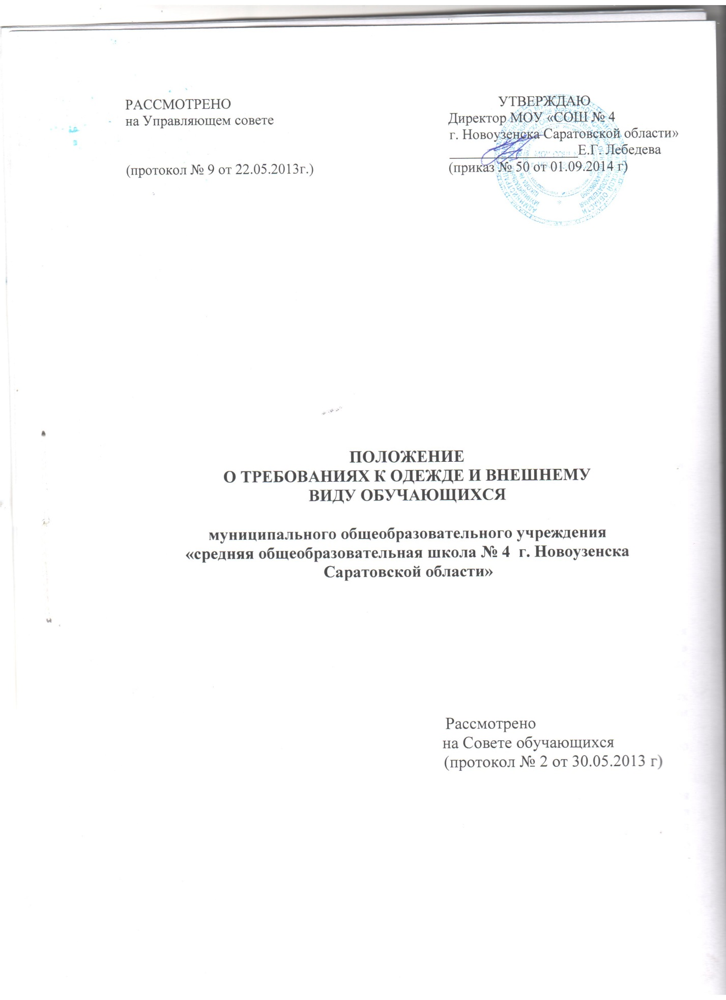 РАССМОТРЕНО
на Управляющем совете
(протокол № 9 от 22.05.2013г.)
УТВЕРЖДАЮ
Директор МОУ «СОШ № 4
г. Новоузенска Саратовской области»
__________________Е.Г. Лебедева
(приказ № 50 от 01.09.2014 г)
ПОЛОЖЕНИЕ
О ТРЕБОВАНИЯХ К ОДЕЖДЕ И ВНЕШНЕМУ
ВИДУ ОБУЧАЮЩИХСЯ
муниципального общеобразовательного учреждения
«средняя общеобразовательная школа № 4 г. Новоузенска
Саратовской области»
Рассмотрено
на Совете обучающихся
(протокол № 2 от 30.05.2013 г)